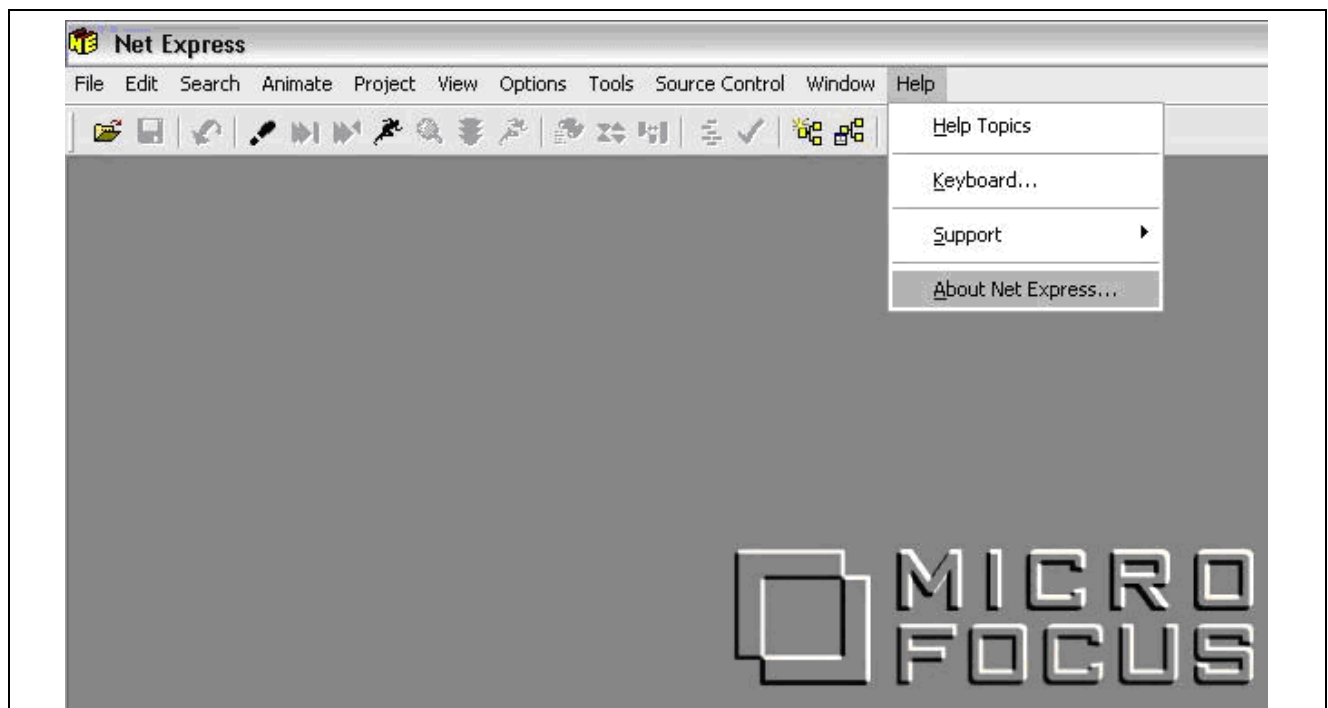 Net Express
File Edit Search Animate Project View Options Tools Source Control Window Help
Help Topics
Keyboard...
Support
About Net Express...
MICRO
FOCUS